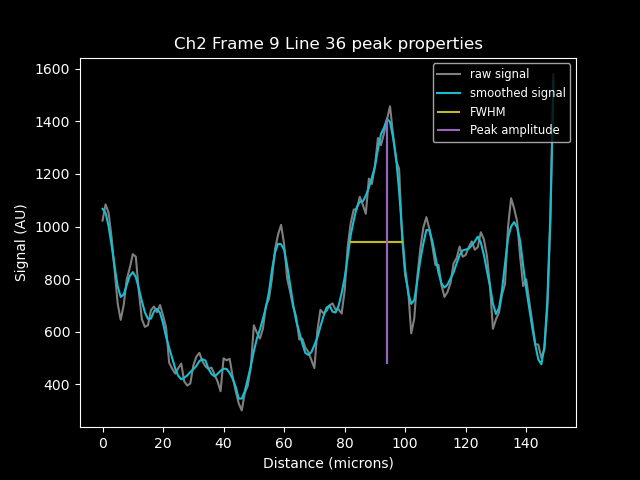 Ch2 Frame 9 Line 36 peak properties
raw signal
smoothed signal
FWHM
Peak amplitude
Signal (AU)
1600
1400
1200
1000
800
600
400
0 20 40 60 80 100 120 140
Distance (microns)